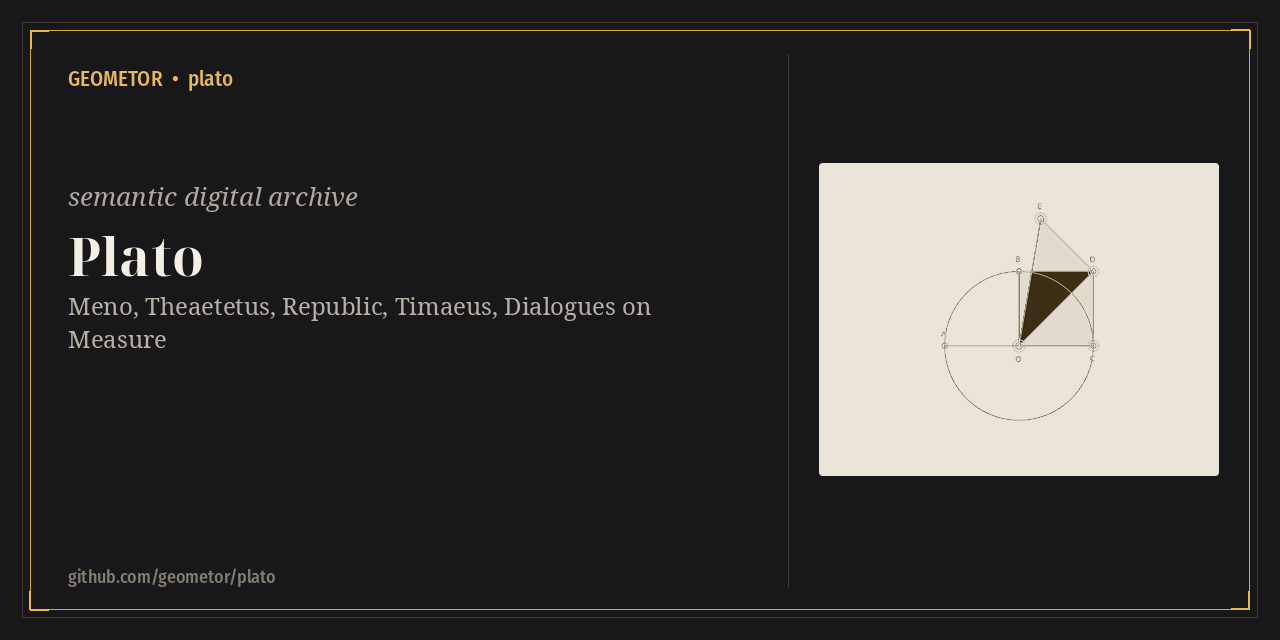 GEOMETOR • plato
semantic digital archive
Plato
Meno, Theaetetus, Republic, Timaeus, Dialogues on
Measure
E
B
D
A
O
C
github.com/geometor/plato